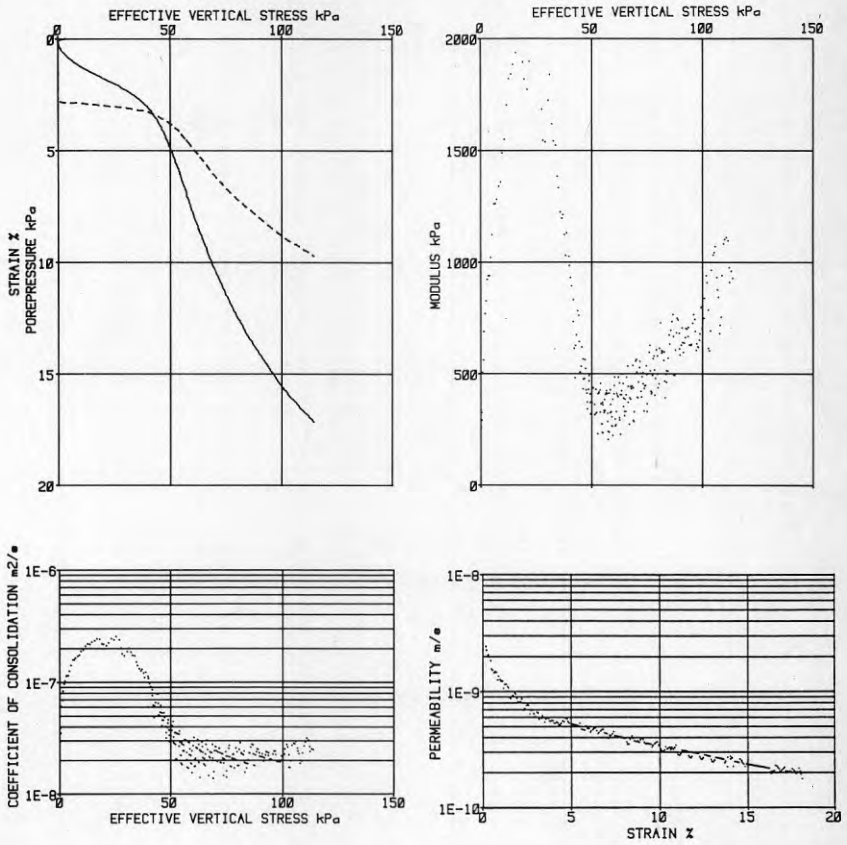 EFFECTIVE VERTICAL STRESS kPa
0 50 100 150
0
5
10
15
20
STRAIN %
POREPRESSURE kPa
EFFECTIVE VERTICAL STRESS kPa
0 50 100 150
2000
1500
1000
500
0
MODULUS kPa
1E-6
1E-7
1E-8
COEFFICIENT OF CONSOLIDATION m2/s
0 50 100 150
EFFECTIVE VERTICAL STRESS kPa
1E-8
1E-9
1E-10
PERMEABILITY m/s
0 5 10 15 20
STRAIN %